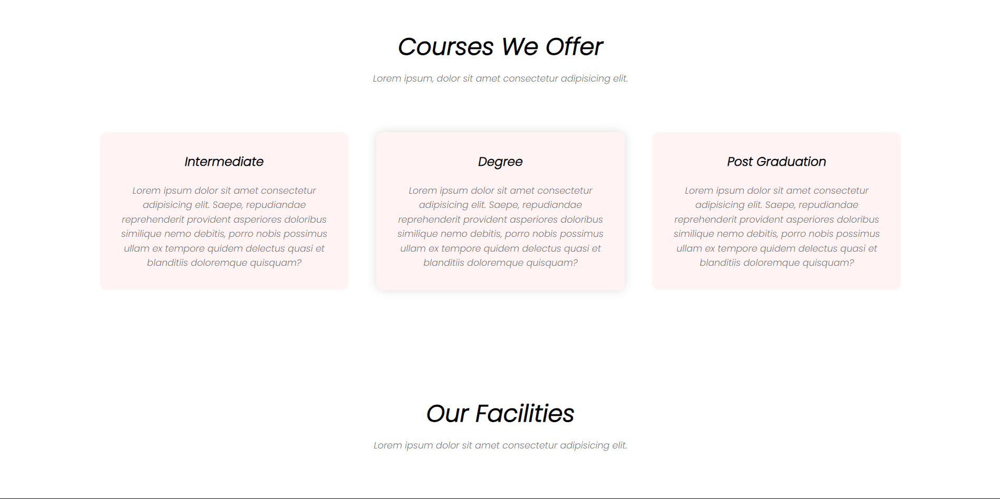 Courses We Offer
Lorem ipsum, dolor sit amet consectetur adipisicing elit.
Intermediate
Lorem ipsum dolor sit amet consectetur
adipisicing elit. Saepe, repudiandae
reprehenderit provident asperiores doloribus
similique nemo debitis, porro nobis possimus
ullam ex tempore quidem delectus quasi et
blanditiis doloremque quisquam?
Degree
Lorem ipsum dolor sit amet consectetur
adipisicing elit. Saepe, repudiandae
reprehenderit provident asperiores doloribus
similique nemo debitis, porro nobis possimus
ullam ex tempore quidem delectus quasi et
blanditiis doloremque quisquam?
Post Graduation
Lorem ipsum dolor sit amet consectetur
adipisicing elit. Saepe, repudiandae
reprehenderit provident asperiores doloribus
similique nemo debitis, porro nobis possimus
ullam ex tempore quidem delectus quasi et
blanditiis doloremque quisquam?
Our Facilities
Lorem ipsum dolor sit amet consectetur adipisicing elit.